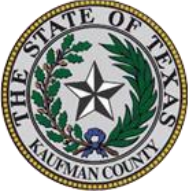 THE STATE OF TEXAS
KAUFMAN COUNTY